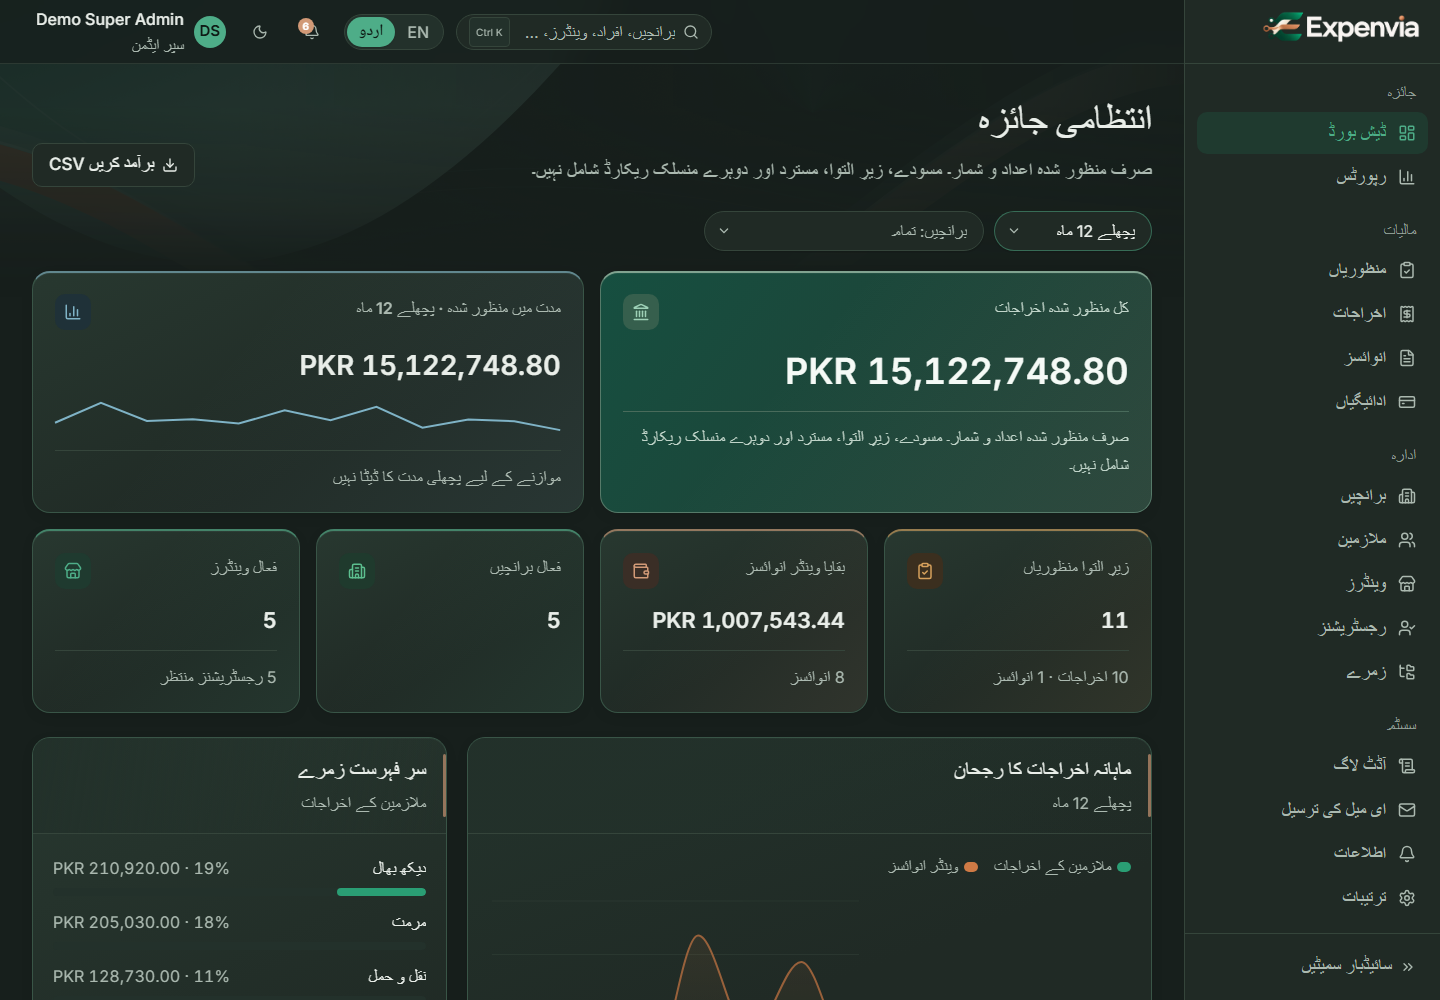 Expenvia
برانچیں، افراد، وینڈرز، ...
Ctrl K
EN
اردو
6
DS
Demo Super Admin
سپر ایڈمن
جائزہ
ڈیش بورڈ
رپورٹس
مالیات
منظوریاں
اخراجات
انوائسز
ادائیگیاں
ادارہ
برانچیں
ملازمین
وینڈرز
رجسٹریشنز
زمرے
سسٹم
آڈٹ لاگ
ای میل کی ترسیل
اطلاعات
ترتیبات
سائیڈبار سمیٹیں
انتظامی جائزہ
صرف منظور شدہ اعداد و شمار۔ مسودے، زیرِ التوا، مسترد اور دوہرے منسلک ریکارڈ شامل نہیں۔
CSV برآمد کریں
پچھلے 12 ماہ
برانچیں: تمام
کل منظور شدہ اخراجات
PKR 15,122,748.80
صرف منظور شدہ اعداد و شمار۔ مسودے، زیرِ التوا، مسترد اور دوہرے منسلک ریکارڈ
شامل نہیں۔
مدت میں منظور شدہ · پچھلے 12 ماہ
PKR 15,122,748.80
موازنے کے لیے پچھلی مدت کا ڈیٹا نہیں
زیرِ التوا منظوریاں
11
10 اخراجات · 1 انوائسز
بقایا وینڈر انوائسز
PKR 1,007,543.44
8 انوائسز
فعال برانچیں
5
فعال وینڈرز
5
5 رجسٹریشنز منتظر
ماہانہ اخراجات کا رجحان
پچھلے 12 ماہ
ملازمین کے اخراجات
وینڈر انوائسز
سرِ فہرست زمرے
ملازمین کے اخراجات
دیکھ بھال
PKR 210,920.00 · 19%
مرمت
PKR 205,030.00 · 18%
نقل و حمل
PKR 128,730.00 · 11%